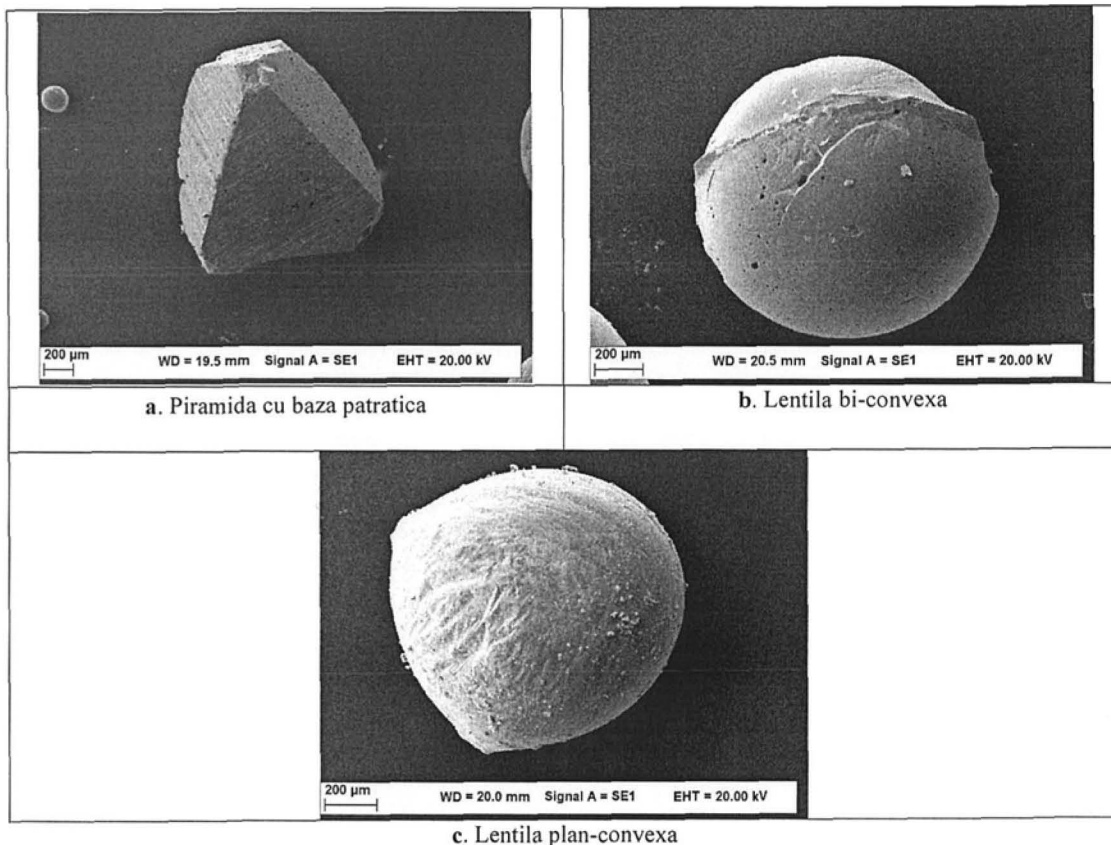 200 µm WD = 19.5 mm Signal A = SE1 EHT = 20.00 kV
200 µm WD = 20.5 mm Signal A = SE1 EHT = 20.00 kV
a. Piramida cu baza patratica
b. Lentila bi-convexa
200 µm WD = 20.0 mm Signal A = SE1 EHT = 20.00 kV
c. Lentila plan-convexa